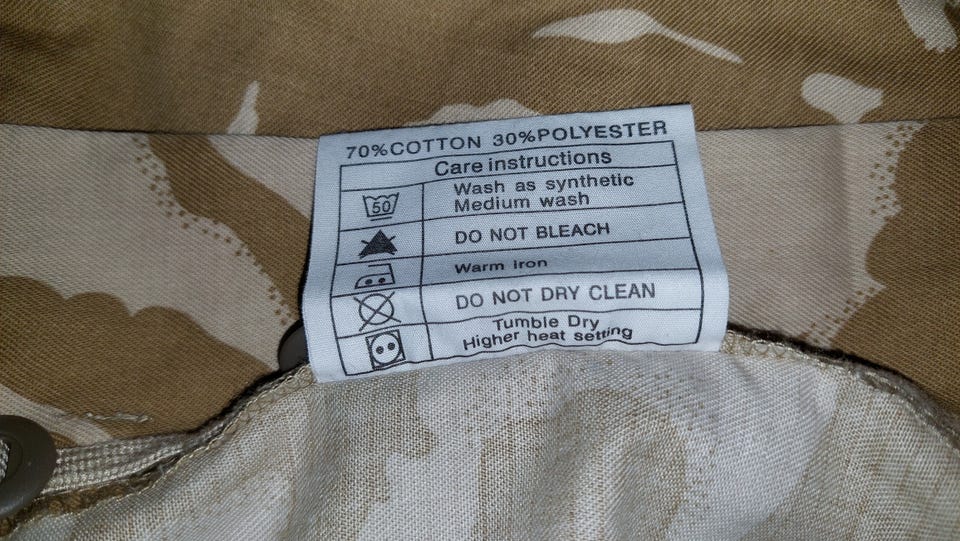 70%COTTON 30%POLYESTER
Care instructions
50
Wash as synthetic
Medium wash
DO NOT BLEACH
Warm iron
DO NOT DRY CLEAN
Tumble Dry
Higher heat setting